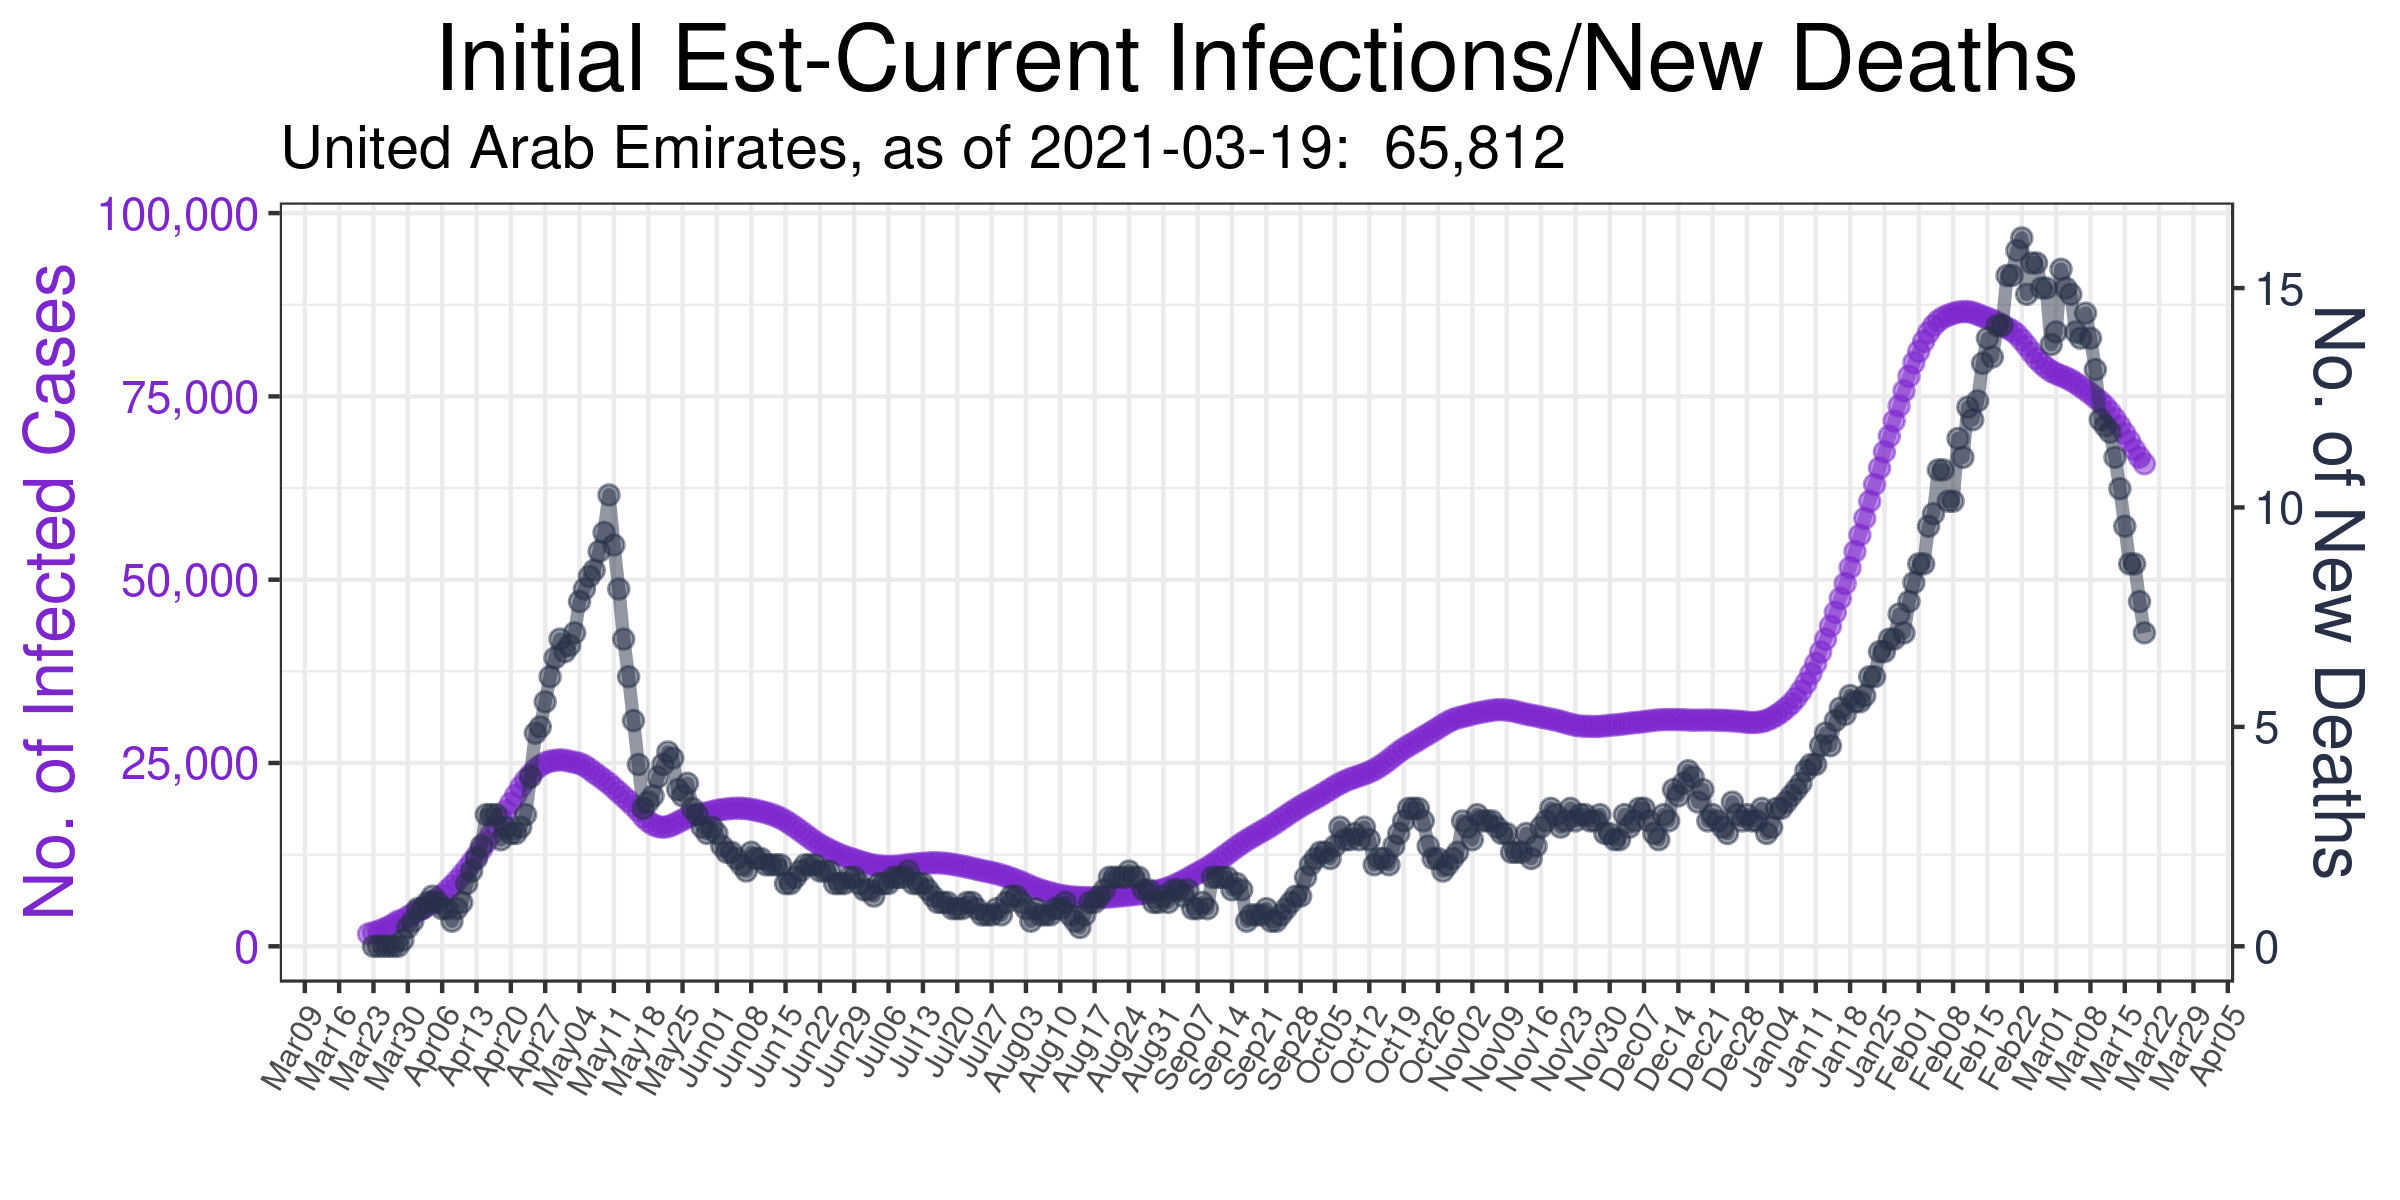 Initial Est-Current Infections/New Deaths
United Arab Emirates, as of 2021-03-19:  65,812
No. of Infected Cases
100,000
75,000
50,000
25,000
0
15
10
5
0
No. of New Deaths
Mar09
Mar16
Mar23
Mar30
Apr06
Apr13
Apr20
Apr27
May04
May11
May18
May25
Jun01
Jun08
Jun15
Jun22
Jun29
Jul06
Jul13
Jul20
Jul27
Aug03
Aug10
Aug17
Aug24
Aug31
Sep07
Sep14
Sep21
Sep28
Oct05
Oct12
Oct19
Oct26
Nov02
Nov09
Nov16
Nov23
Nov30
Dec07
Dec14
Dec21
Dec28
Dec04
Jan11
Jan18
Jan25
Feb01
Feb08
Feb15
Feb22
Mar01
Mar08
Mar15
Mar22
Mar29
Apr05